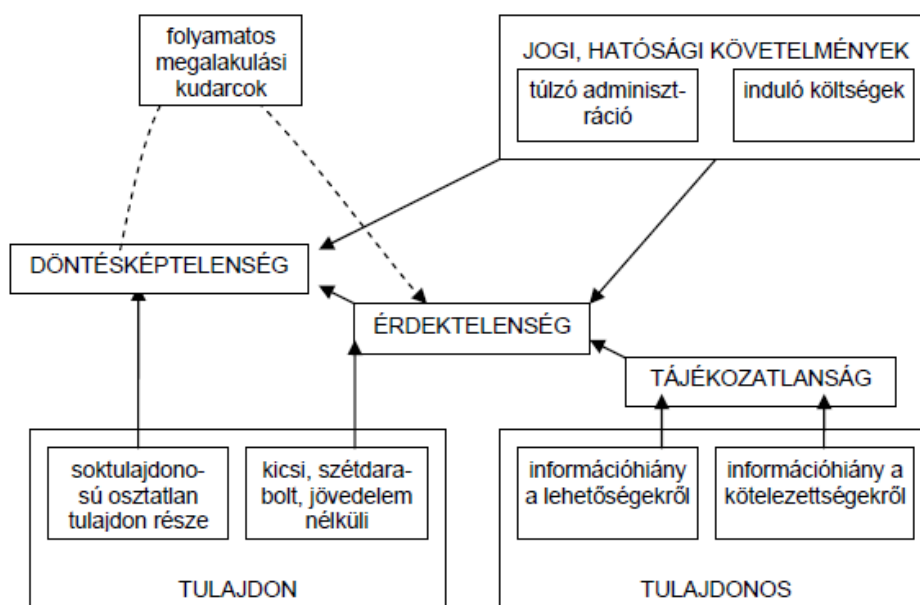 folyamatos
megalakulási
kudarcok
JOGI, HATÓSÁGI KÖVETELMÉNYEK
túlzó adminiszt-
ráció
induló költségek
DÖNTÉSKÉPTELENSÉG
ÉRDEKTELENSÉG
TÁJÉKOZATLANSÁG
soktulajdono-
sú osztatlan
tulajdon része
kicsi, szétdara-
bolt, jövedelem
nélküli
információhiány
a lehetőségekről
információhiány a
kötelezettségekről
TULAJDON
TULAJDONOS